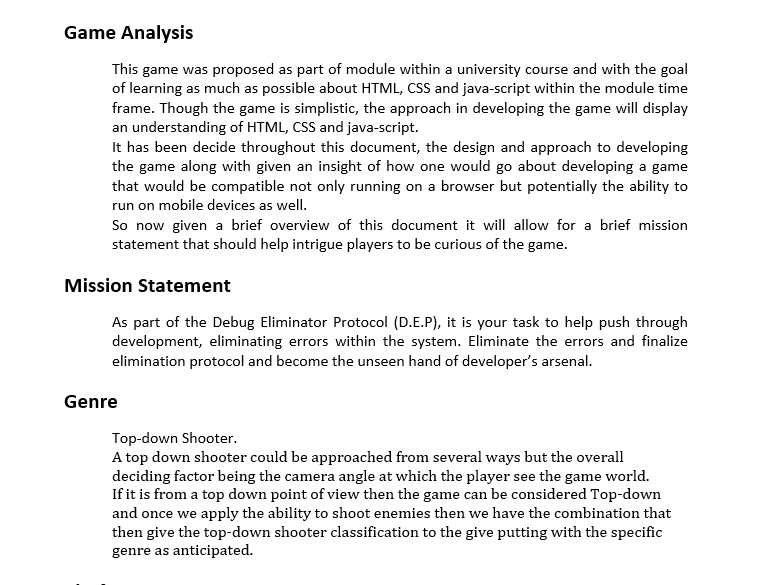 Game Analysis
This game was proposed as part of module within a university course and with the goal
of learning as much as possible about HTML, CSS and java-script within the module time
frame. Though the game is simplistic, the approach in developing the game will display
an understanding of HTML, CSS and java-script.
It has been decide throughout this document, the design and approach to developing
the game along with given an insight of how one would go about developing a game
that would be compatible not only running on a browser but potentially the ability to
run on mobile devices as well.
So now given a brief overview of this document it will allow for a brief mission
statement that should help intrigue players to be curious of the game.
Mission Statement
As part of the Debug Eliminator Protocol (D.E.P), it is your task to help push through
development, eliminating errors within the system. Eliminate the errors and finalize
elimination protocol and become the unseen hand of developer’s arsenal.
Genre
Top-down Shooter.
A top down shooter could be approached from several ways but the overall
deciding factor being the camera angle at which the player see the game world.
If it is from a top down point of view then the game can be considered Top-down
and once we apply the ability to shoot enemies then we have the combination that
then give the top-down shooter classification to the give putting with the specific
genre as anticipated.